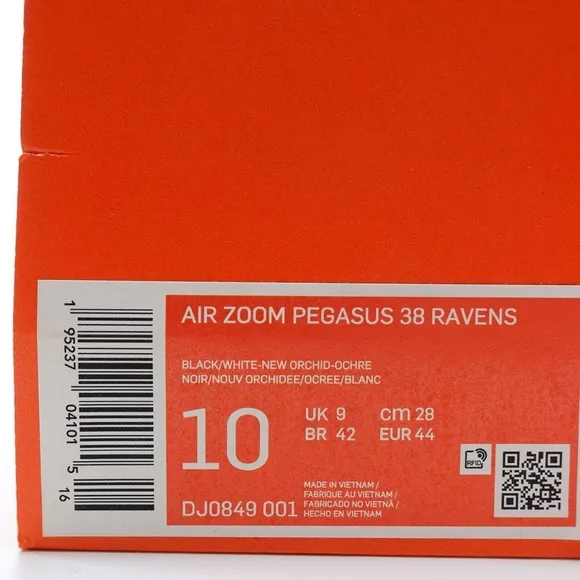 AIR ZOOM PEGASUS 38 RAVENS
BLACK/WHITE-NEW ORCHID-OCHRE
NOIR/NOUV ORCHIDEE/OCREE/BLANC
10
UK 9 cm 28
BR 42 EUR 44
RFID
MADE IN VIETNAM /
FABRIQUE AU VIETNAM /
FABRICADO NO VIETNÃ /
HECHO EN VIETNAM
DJ0849 001
1 95237 04101 5 16